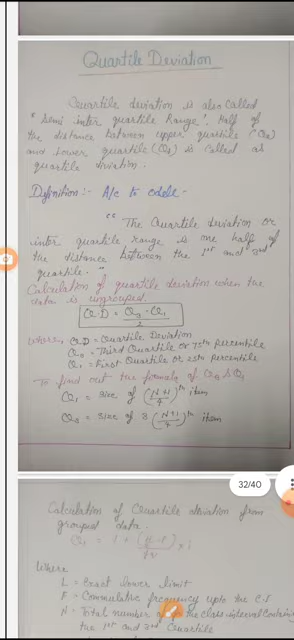 Quartile Deviation
Quartile deviation is also called
"Semi inter quartile Range". Half of
the distance between upper quartile (Q3)
and lower quartile (Q1) is called as
quartile diviation.
Definition:- A/c to
"The Quartile deviation or
inter quartile range is one half of
the distance between the 1st and 3rd
quartile."
Calculation of quartile deviation when the
data is ungrouped.
Q.D = Q3 - Q1 / 2
Where, Q.D = Quartile Deviation
Q3 = Third Quartile or 75th percentile
Q1 = First Quartile or 25th percentile
To find out the formula of Q3 & Q1
Q1 = Size of (N+1/4)th item
Q3 = Size of 3(N+1/4)th item
32/40
Calculation of Quartile deviation from
grouped data.
Where
L = Exact lower limit
F = Commulative frequency upto the C.I
N = Total number the class-interval
the 1st and 3rd Quartile